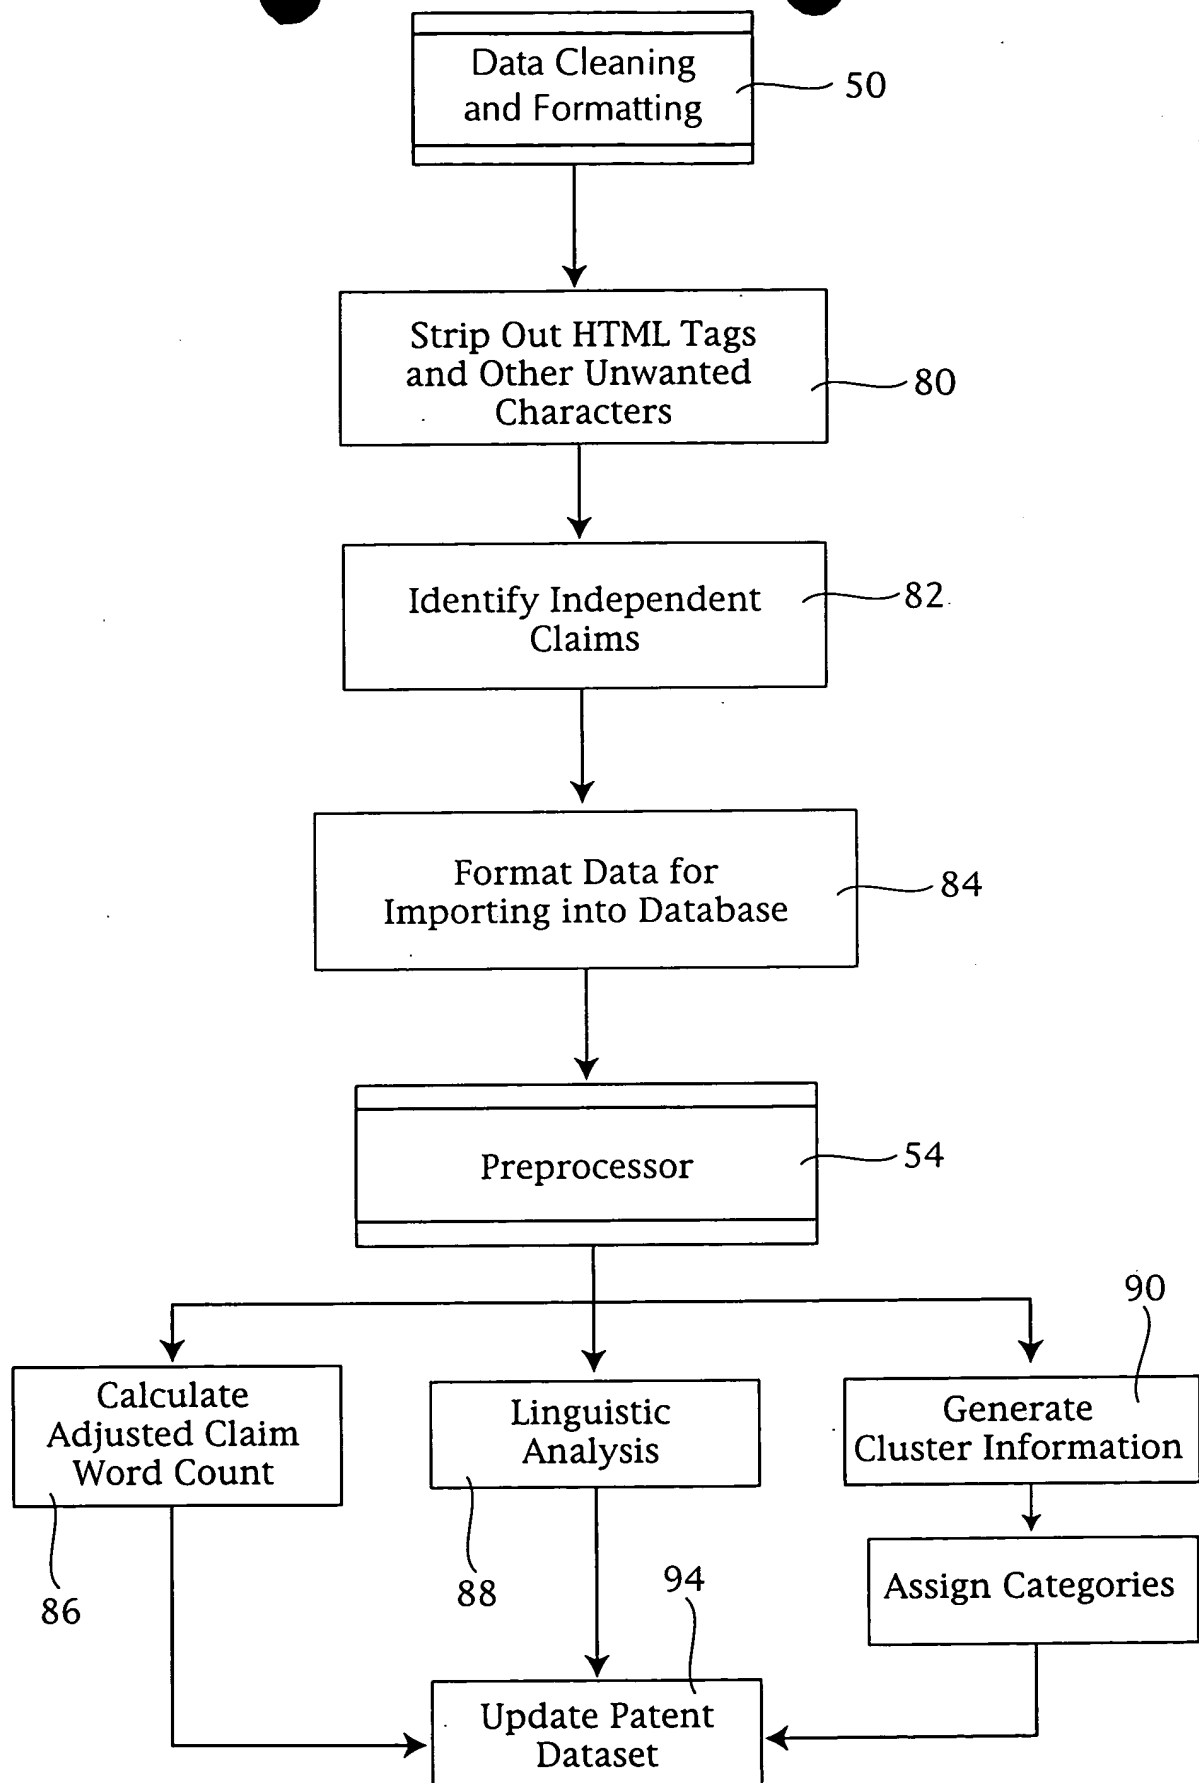 Data Cleaning
and Formatting
50
Strip Out HTML Tags
and Other Unwanted
Characters
80
Identify Independent
Claims
82
Format Data for
Importing into Database
84
Preprocessor
54
90
Calculate
Adjusted Claim
Word Count
86
Linguistic
Analysis
88
Generate
Cluster Information
Assign Categories
94
Update Patent
Dataset